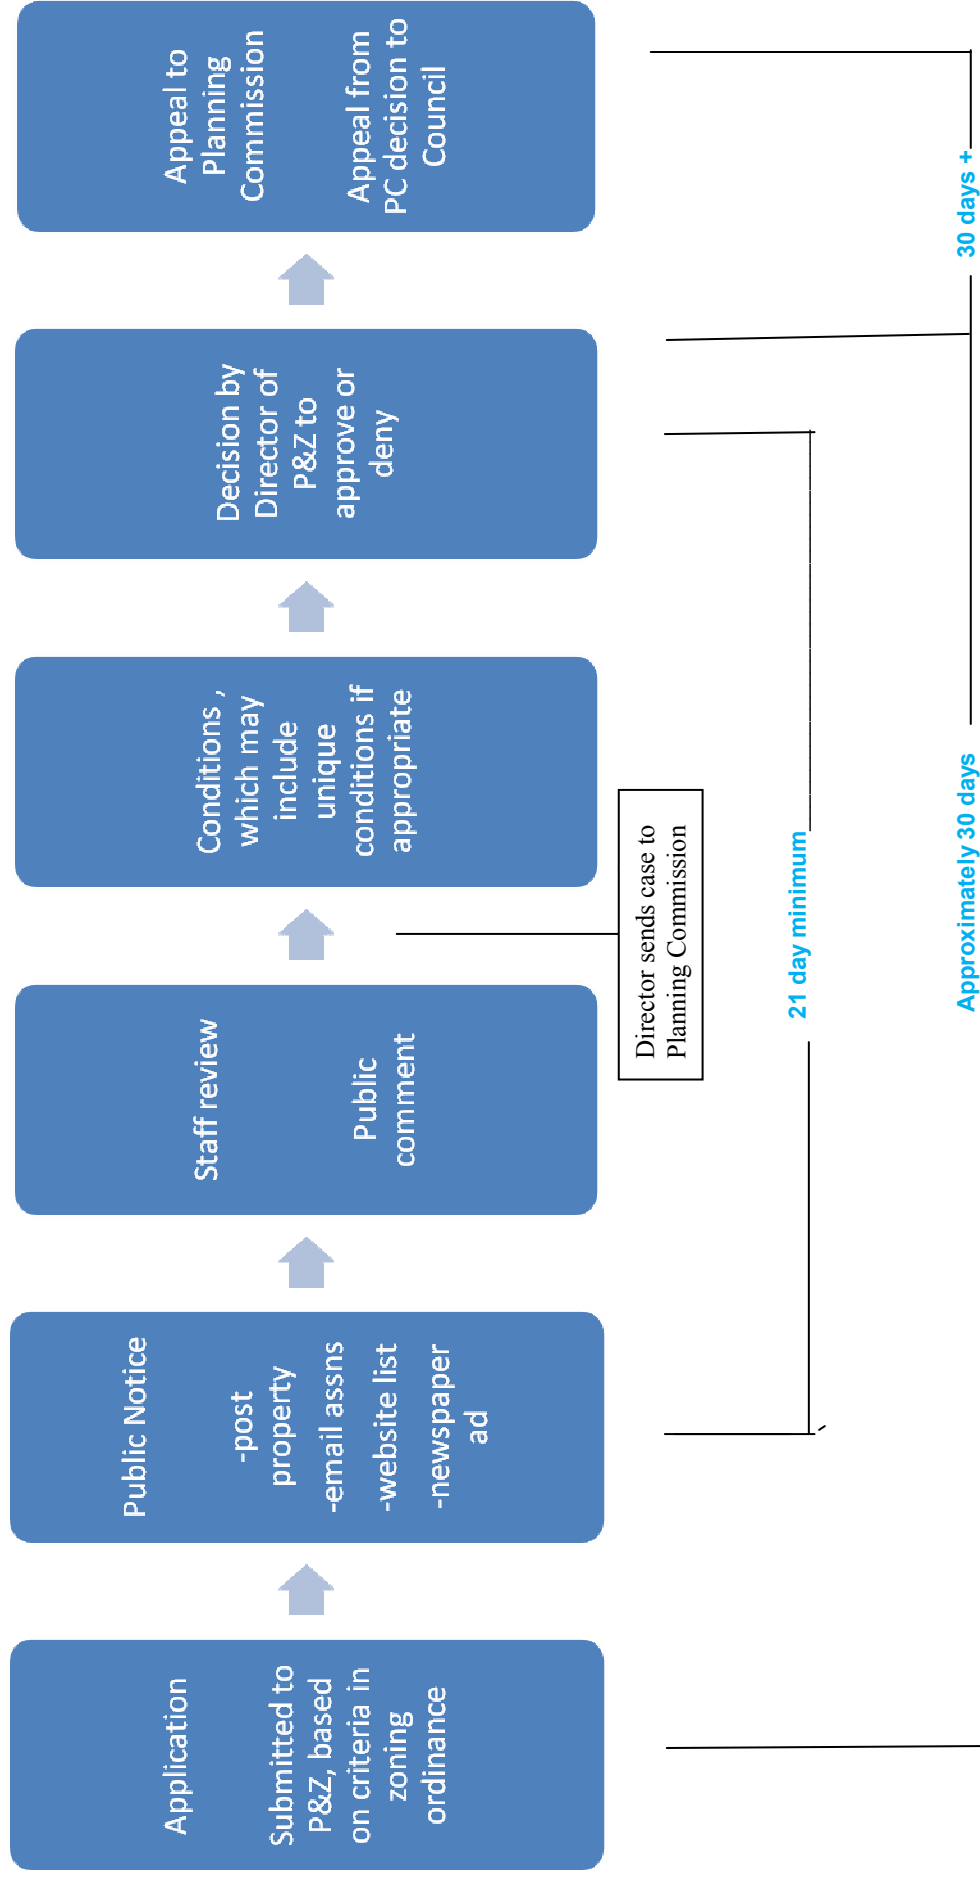 Application
Submitted to
P&Z, based
on criteria in
zoning
ordinance
Public Notice
-post
property
-email assns
-website list
-newspaper
ad
Staff review
Public
comment
Conditions ,
which may
include
unique
conditions if
appropriate
Decision by
Director of
P&Z to
approve or
deny
Appeal to
Planning
Commission
Appeal from
PC decision to
Council
Director sends case to
Planning Commission
21 day minimum
Approximately 30 days
30 days +